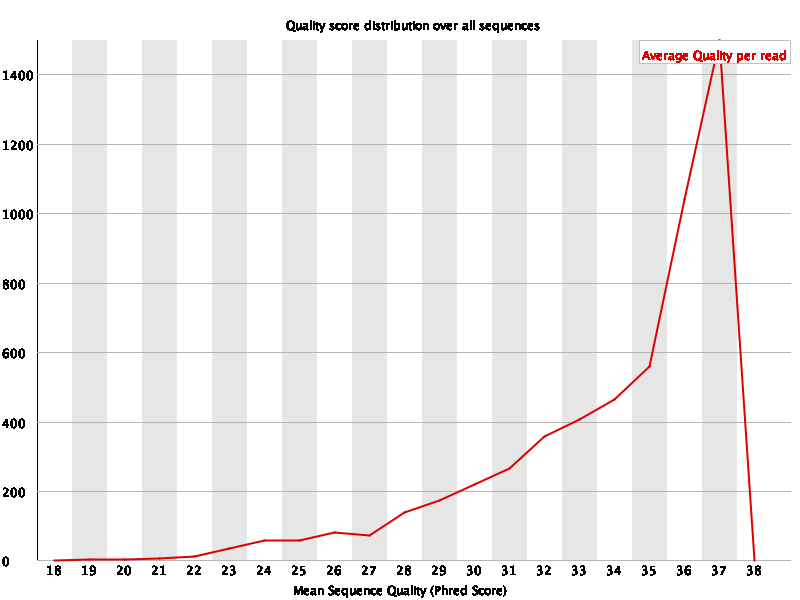 Quality score distribution over all sequences
Average Quality per read
1400
1200
1000
800
600
400
200
0
18 19 20 21 22 23 24 25 26 27 28 29 30 31 32 33 34 35 36 37 38
Mean Sequence Quality (Phred Score)